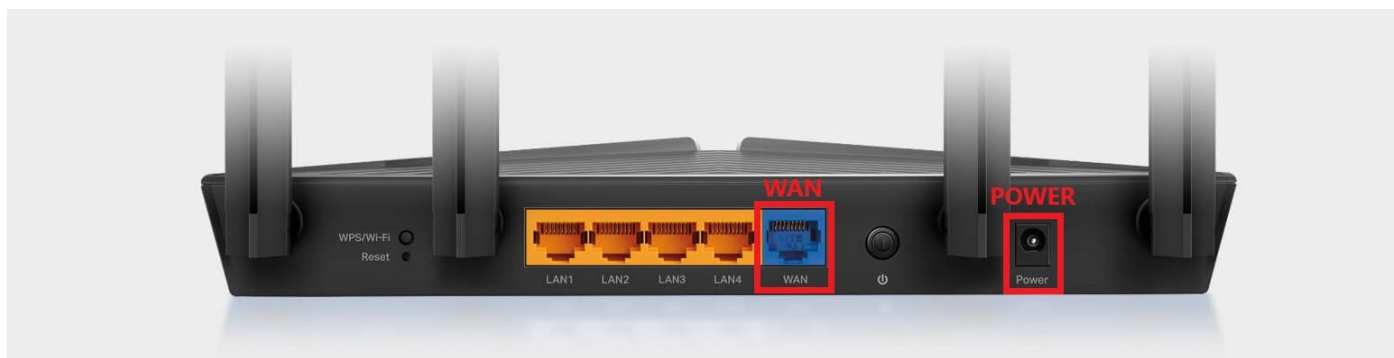 WAN
POWER
WPS/Wi-Fi
Reset
LAN1 LAN2 LAN3 LAN4 WAN
Power